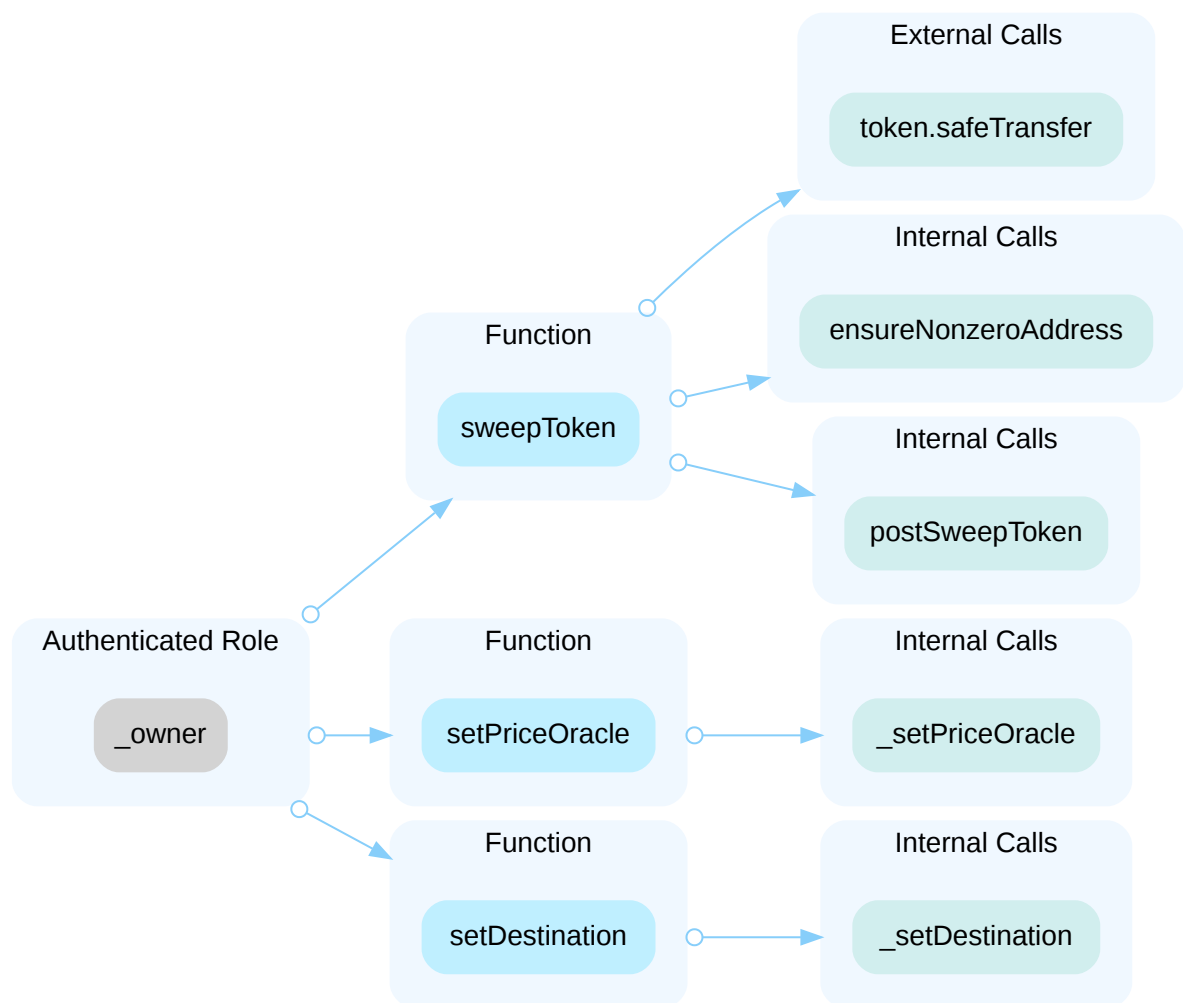 External Calls
token.safeTransfer
Internal Calls
ensureNonzeroAddress
Function
sweepToken
Internal Calls
postSweepToken
Authenticated Role
_owner
Function
setPriceOracle
Internal Calls
_setPriceOracle
Function
setDestination
Internal Calls
_setDestination